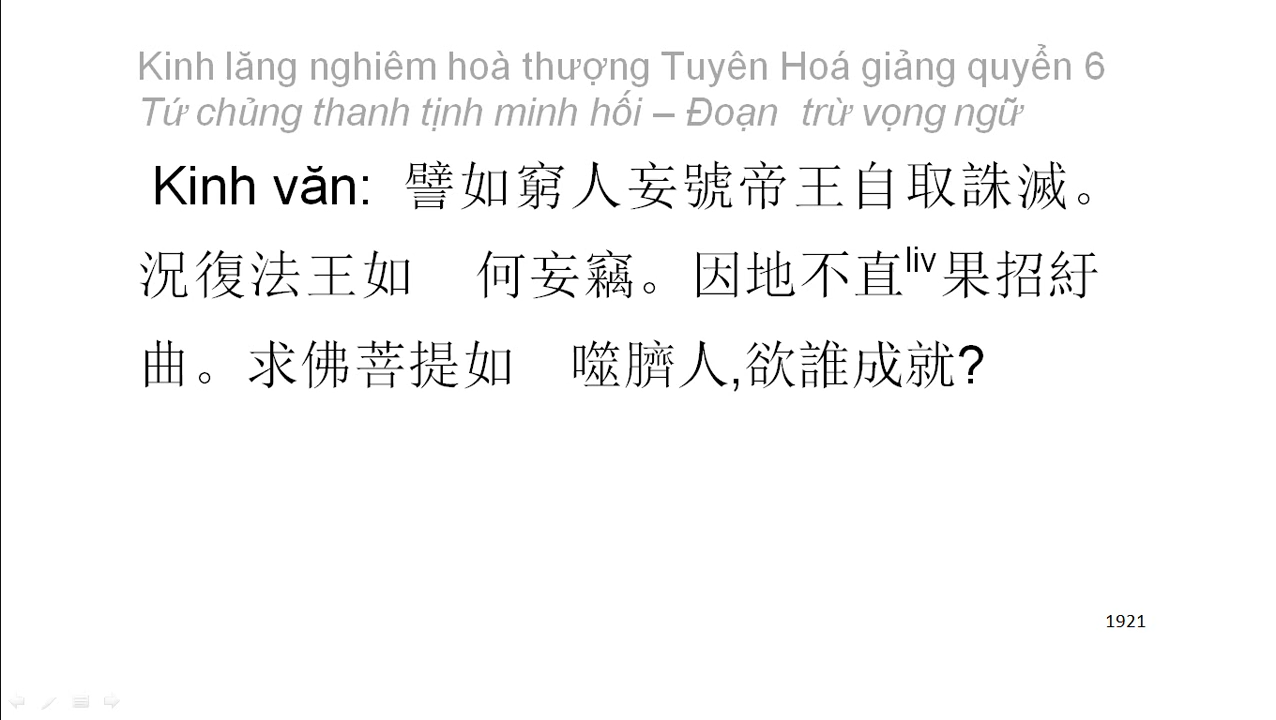 Kinh lăng nghiêm hoà thượng Tuyên Hoá giảng quyển 6
Tứ chủng thanh tịnh minh hối – Đoạn trừ vọng ngữ
Kinh văn: 譬如窮人妄號帝王自取誅滅。
況復法王如 何妄竊。因地不直liv果招紆
曲。求佛菩提如 噬臍人,欲誰成就?
1921